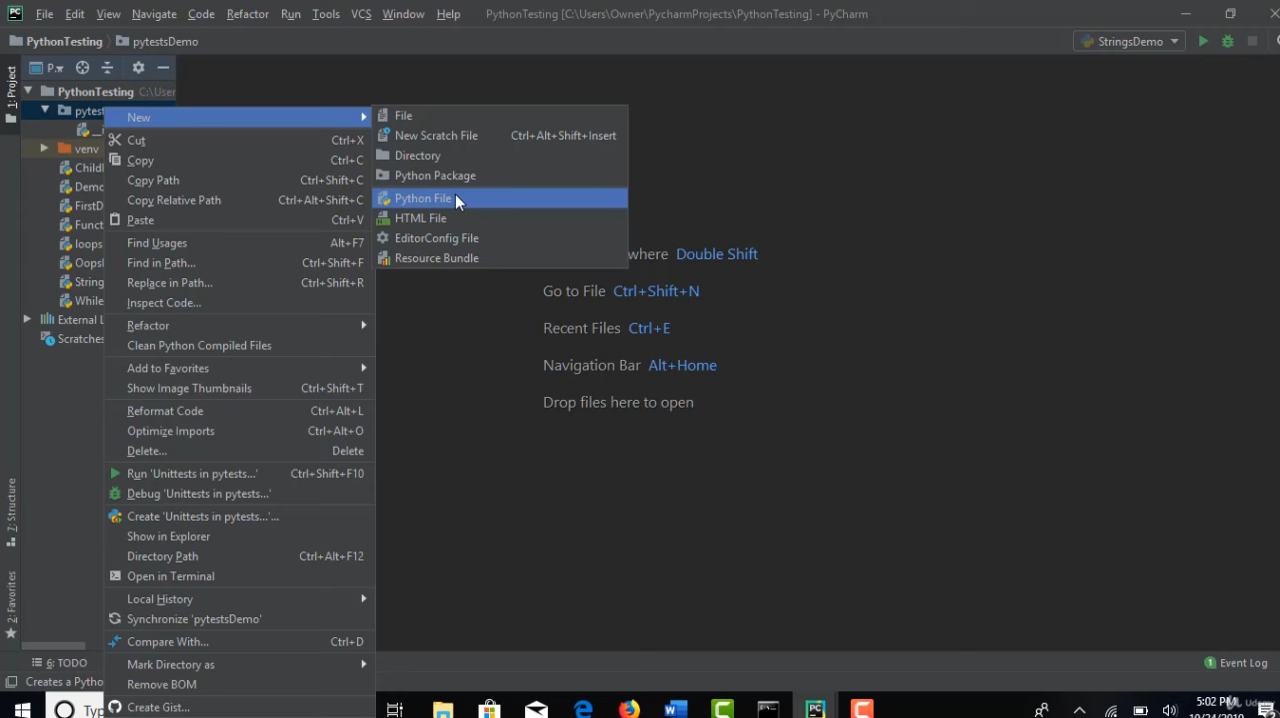 PC File Edit View Navigate Code Refactor Run Tools VCS Window Help PythonTesting [C:\Users\Owner\PycharmProjects\PythonTesting] - PyCharm
PythonTesting pytestsDemo StringsDemo
1: Project
P..
PythonTesting C:\User
pytest
__i
venv
Child
Demo
FirstD
Funct
loops
Oops
String
While
External L
Scratches
New
Cut Ctrl+X
Copy Ctrl+C
Copy Path Ctrl+Shift+C
Copy Relative Path Ctrl+Alt+Shift+C
Paste Ctrl+V
Find Usages Alt+F7
Find in Path... Ctrl+Shift+F
Replace in Path... Ctrl+Shift+R
Inspect Code...
Refactor
Clean Python Compiled Files
Add to Favorites
Show Image Thumbnails Ctrl+Shift+T
Reformat Code Ctrl+Alt+L
Optimize Imports Ctrl+Alt+O
Delete... Delete
Run 'Unittests in pytests...' Ctrl+Shift+F10
Debug 'Unittests in pytests...'
Create 'Unittests in pytests...'...
Show in Explorer
Directory Path Ctrl+Alt+F12
Open in Terminal
Local History
Synchronize 'pytestsDemo'
Compare With... Ctrl+D
Mark Directory as
Remove BOM
Create Gist...
File
New Scratch File Ctrl+Alt+Shift+Insert
Directory
Python Package
Python File
HTML File
EditorConfig File
Resource Bundle
where Double Shift
Go to File Ctrl+Shift+N
Recent Files Ctrl+E
Navigation Bar Alt+Home
Drop files here to open
7: Structure
2: Favorites
6: TODO
1 Event Log
Creates a Pytho
Typ
5:02 PM
10/24/2019